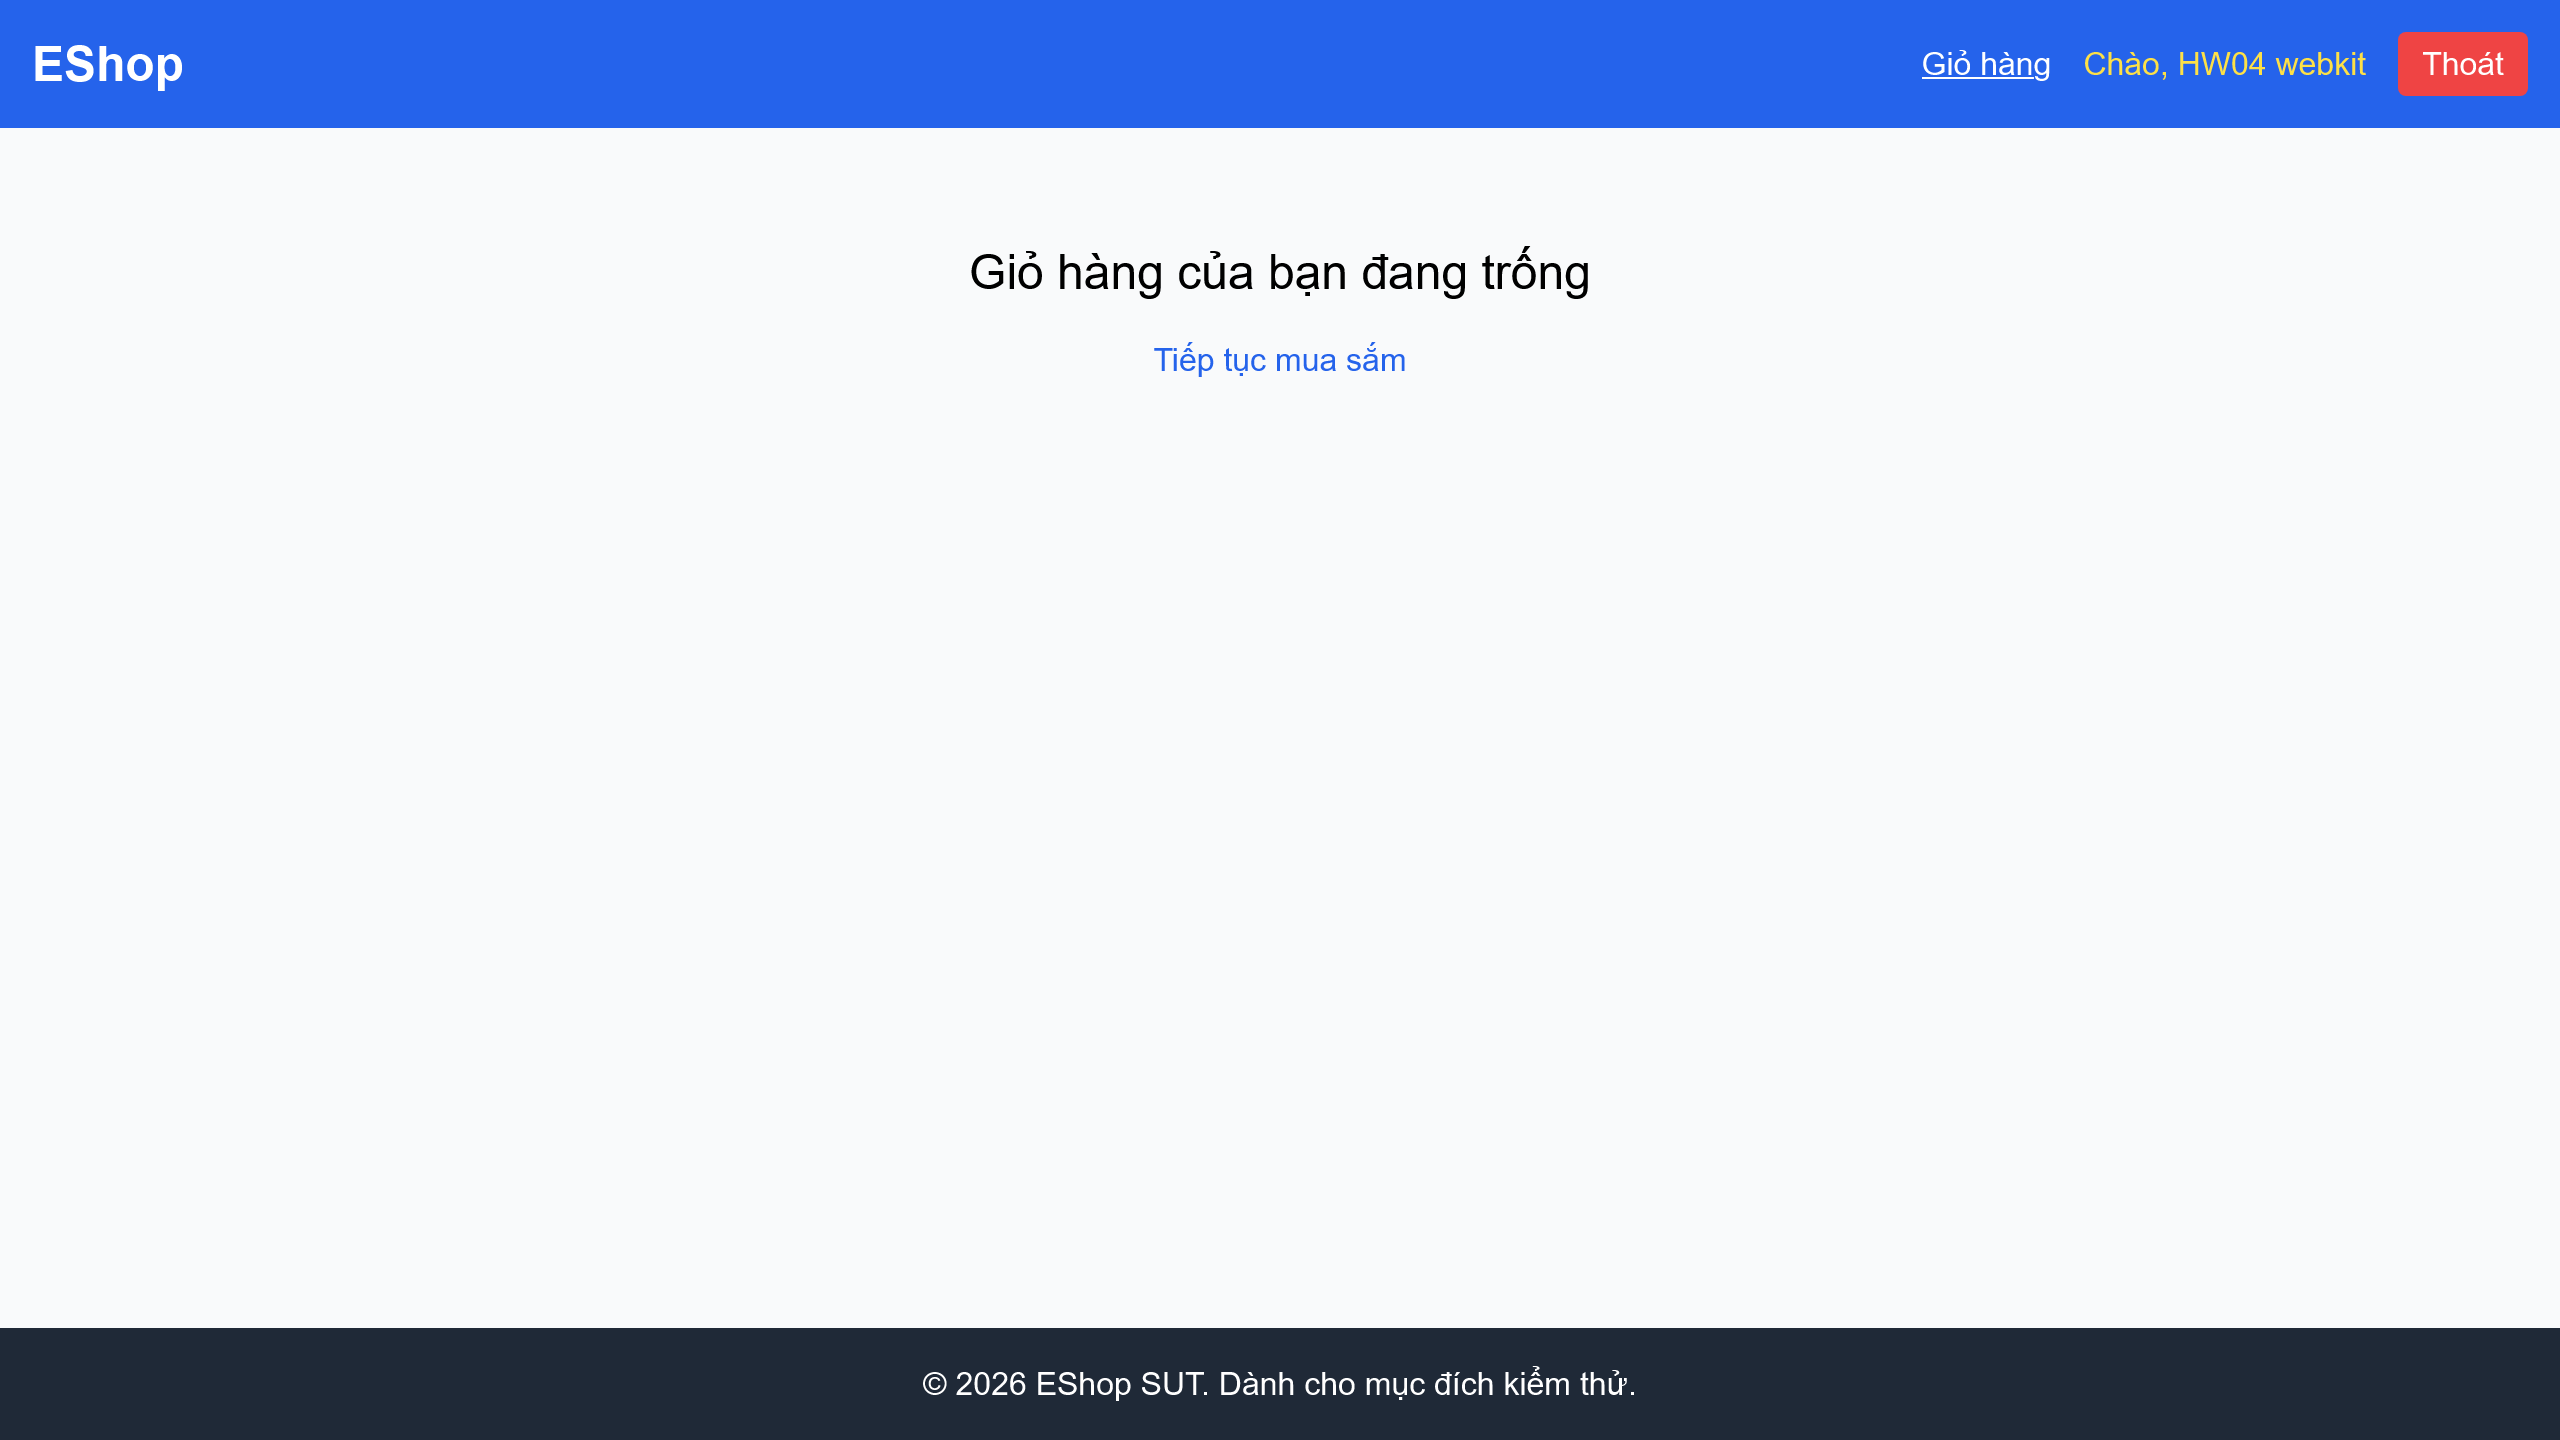 EShop
Giỏ hàng Chào, HW04 webkit Thoát
Giỏ hàng của bạn đang trống
Tiếp tục mua sắm
© 2026 EShop SUT. Dành cho mục đích kiểm thử.